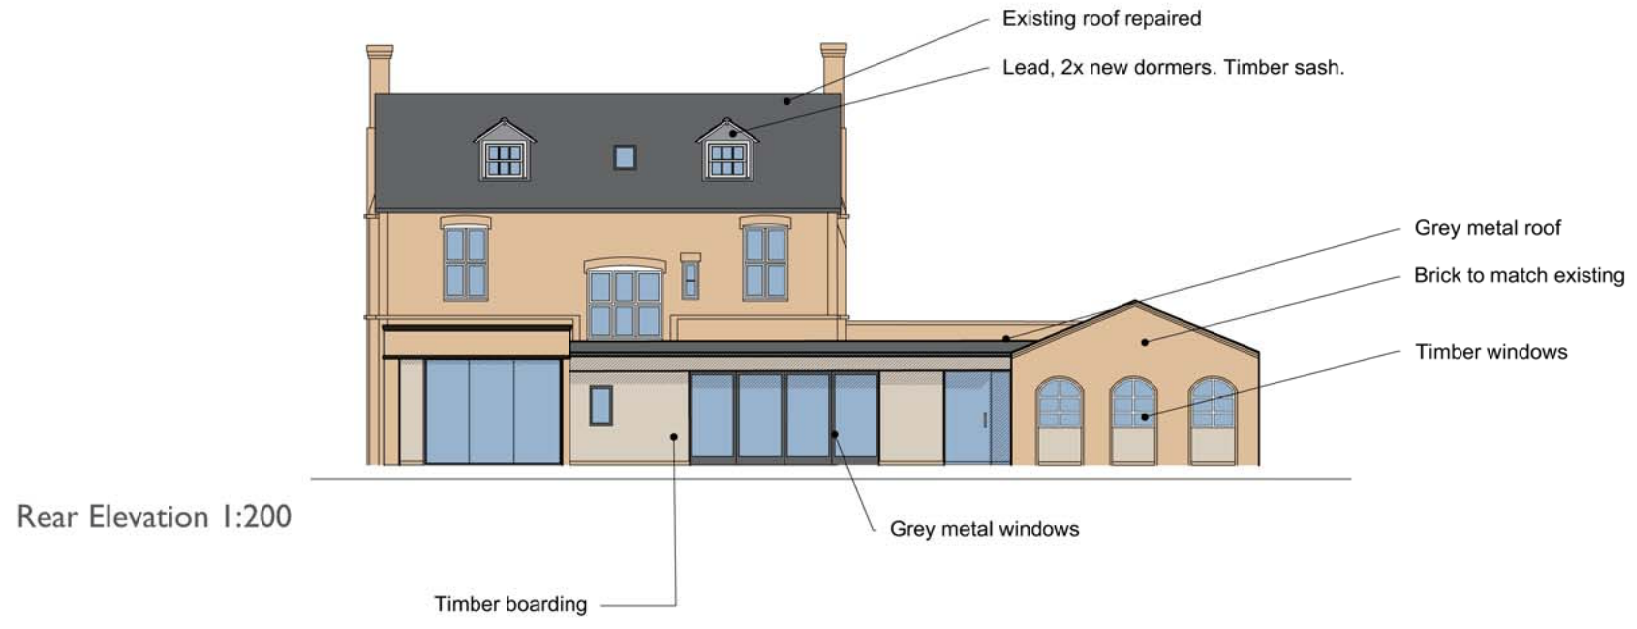 Existing roof repaired
Lead, 2x new dormers. Timber sash.
Grey metal roof
Brick to match existing
Timber windows
Rear Elevation 1:200
Grey metal windows
Timber boarding